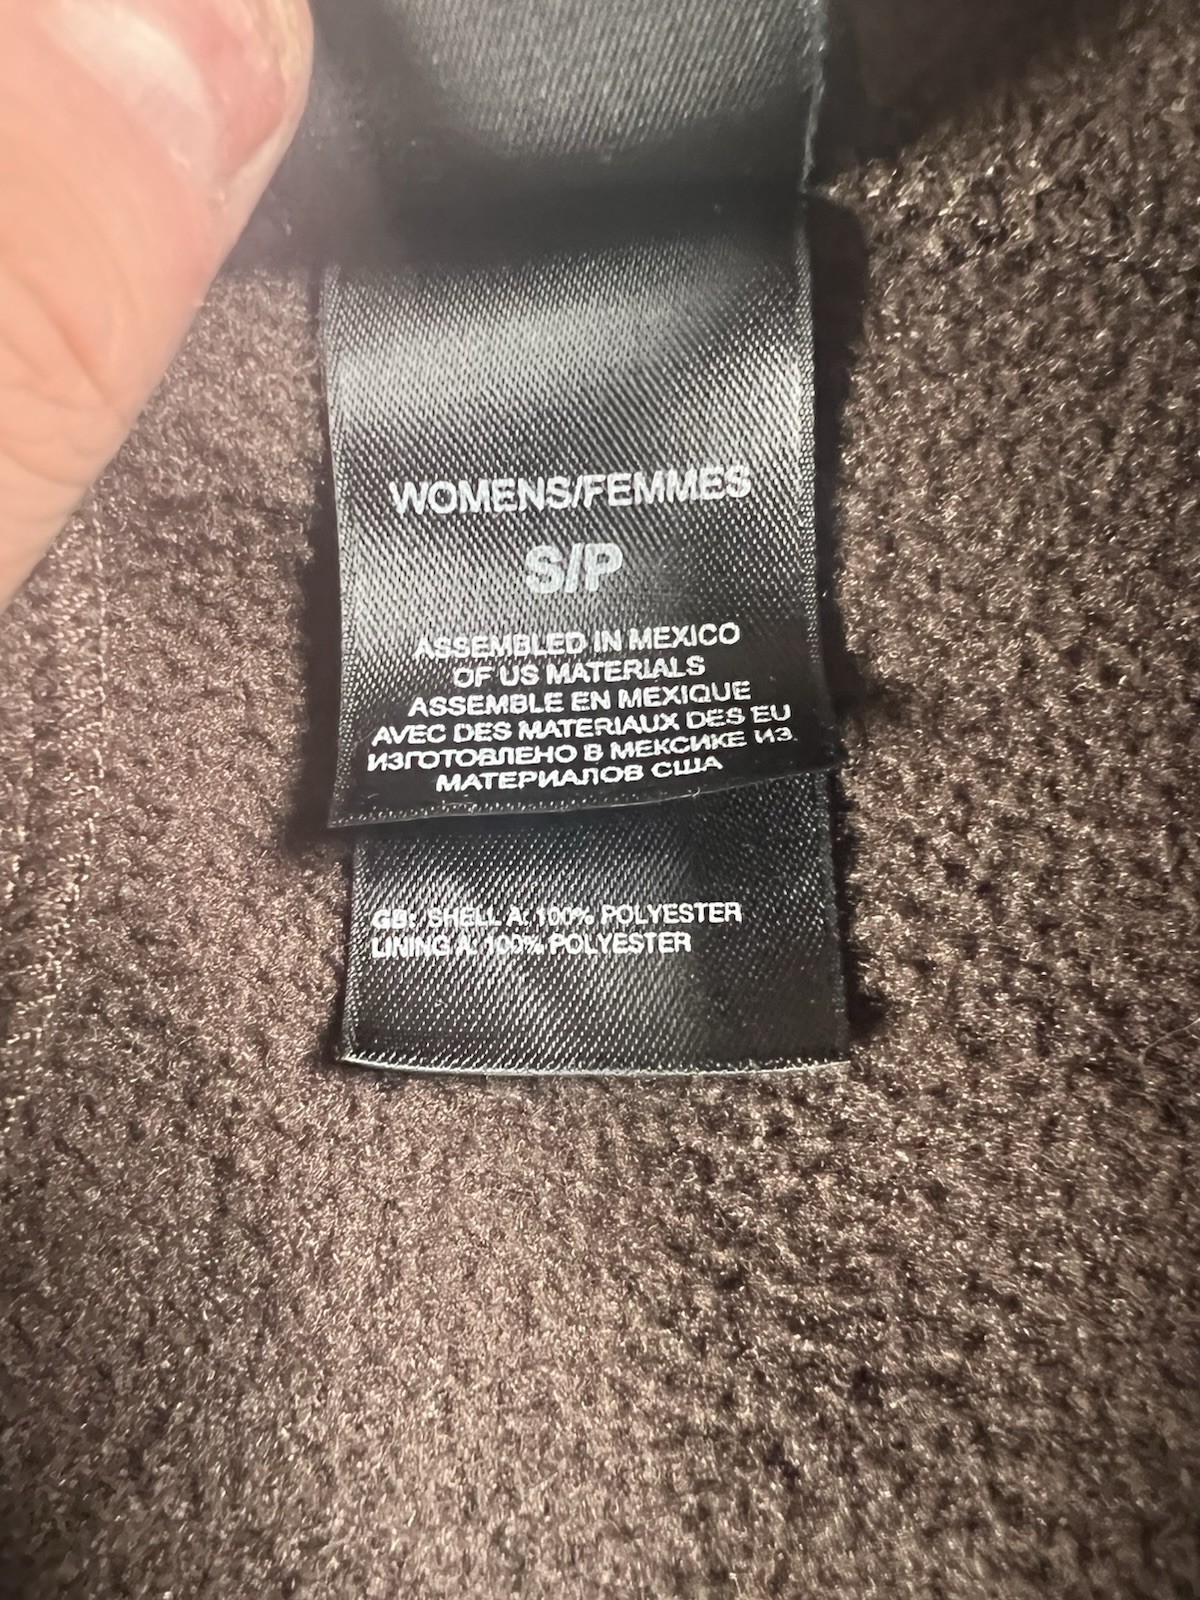 WOMENS/FEMMES
S/P
ASSEMBLED IN MEXICO
OF US MATERIALS
ASSEMBLE EN MEXIQUE
AVEC DES MATERIAUX DES EU
ИЗГОТОВЛЕНО В МЕКСИКЕ ИЗ
МАТЕРИАЛОВ США
GB: SHELL A: 100% POLYESTER
LINING A: 100% POLYESTER